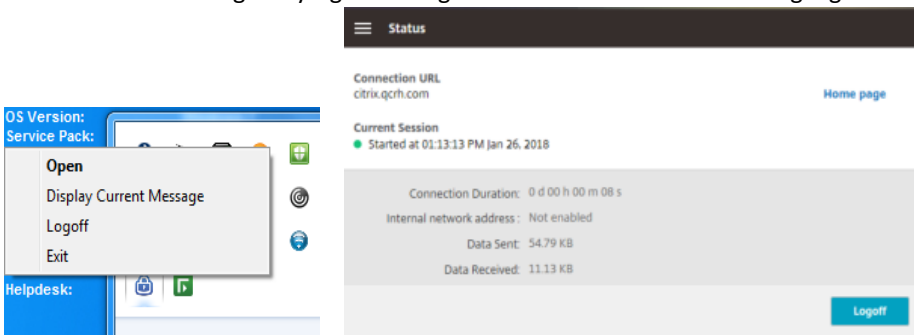 Status
Connection URL
citrix.qcrh.com
Home page
Current Session
Started at 01:13:13 PM Jan 26, 2018
Connection Duration: 0 d 00 h 00 m 08 s
Internal network address : Not enabled
Data Sent: 54.79 KB
Data Received: 11.13 KB
Logoff
OS Version:
Service Pack:
Open
Display Current Message
Logoff
Exit
Helpdesk: